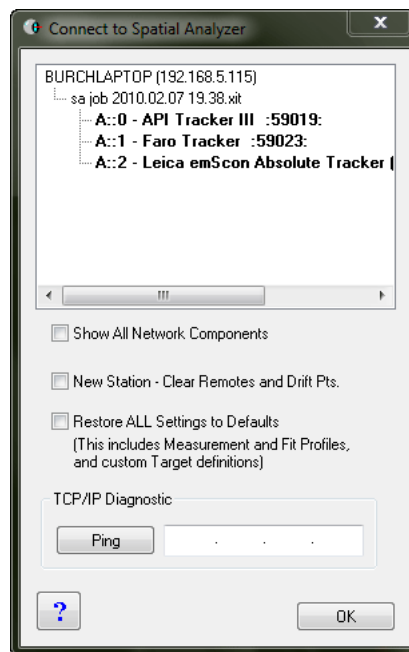 Connect to Spatial Analyzer
x
BURCHLAPTOP (192.168.5.115)
sa job 2010.02.07 19.38.xit
A::0 - API Tracker III :59019:
A::1 - Faro Tracker :59023:
A::2 - Leica emScon Absolute Tracker (
Show All Network Components
New Station - Clear Remotes and Drift Pts.
Restore ALL Settings to Defaults
(This includes Measurement and Fit Profiles,
and custom Target definitions)
TCP/IP Diagnostic
Ping . . .
? OK